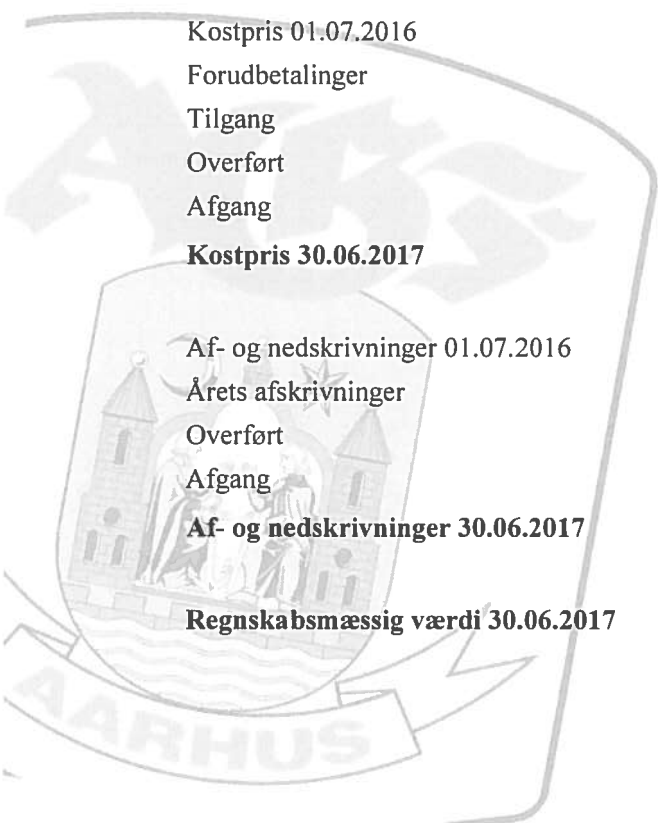 Kostpris 01.07.2016
Forudbetalinger
Tilgang
Overført
Afgang
Kostpris 30.06.2017
Af- og nedskrivninger 01.07.2016
Årets afskrivninger
Overført
Afgang
Af- og nedskrivninger 30.06.2017
Regnskabsmæssig værdi 30.06.2017
AGF
AARHUS